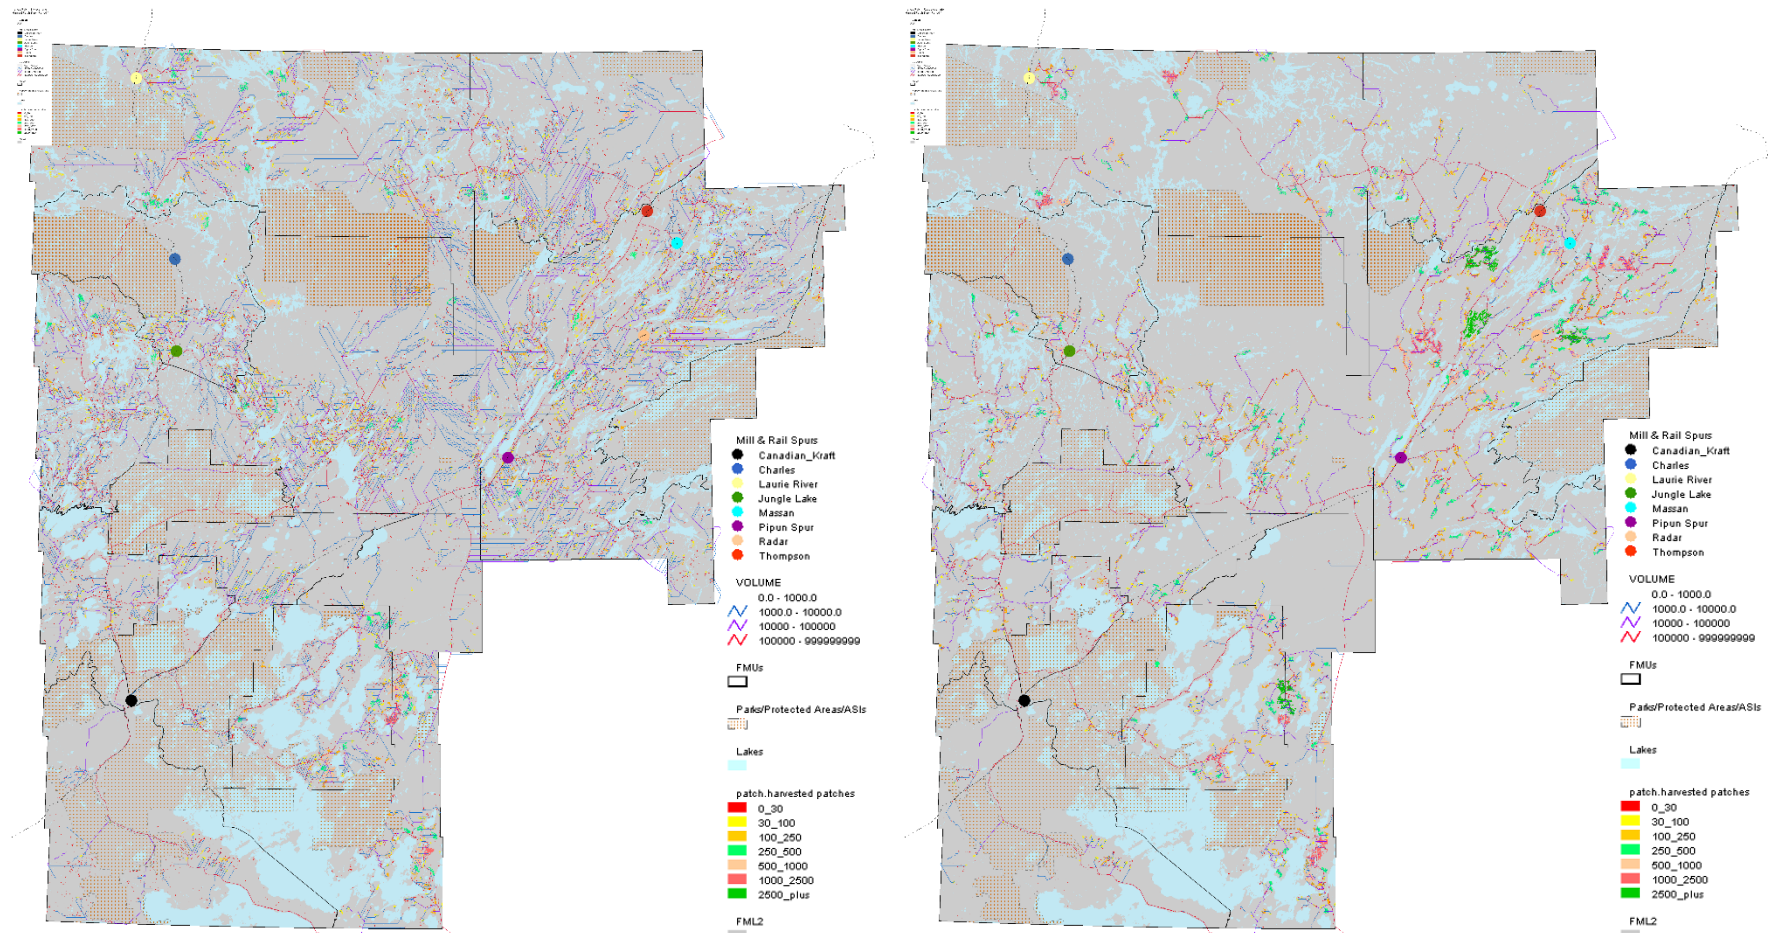 Mill & Rail Spurs
Canadian_Kraft
Charles
Laurie River
Jungle Lake
Massan
Pipun Spur
Radar
Thompson
VOLUME
0.0 - 1000.0
1000.0 - 10000.0
10000 - 100000
100000 - 999999999
FMUs
Parks/Protected Areas/ASIs
Lakes
patch.harvested patches
0_30
30_100
100_250
250_500
500_1000
1000_2500
2500_plus
FML2
Mill & Rail Spurs
Canadian_Kraft
Charles
Laurie River
Jungle Lake
Massan
Pipun Spur
Radar
Thompson
VOLUME
0.0 - 1000.0
1000.0 - 10000.0
10000 - 100000
100000 - 999999999
FMUs
Parks/Protected Areas/ASIs
Lakes
patch.harvested patches
0_30
30_100
100_250
250_500
500_1000
1000_2500
2500_plus
FML2